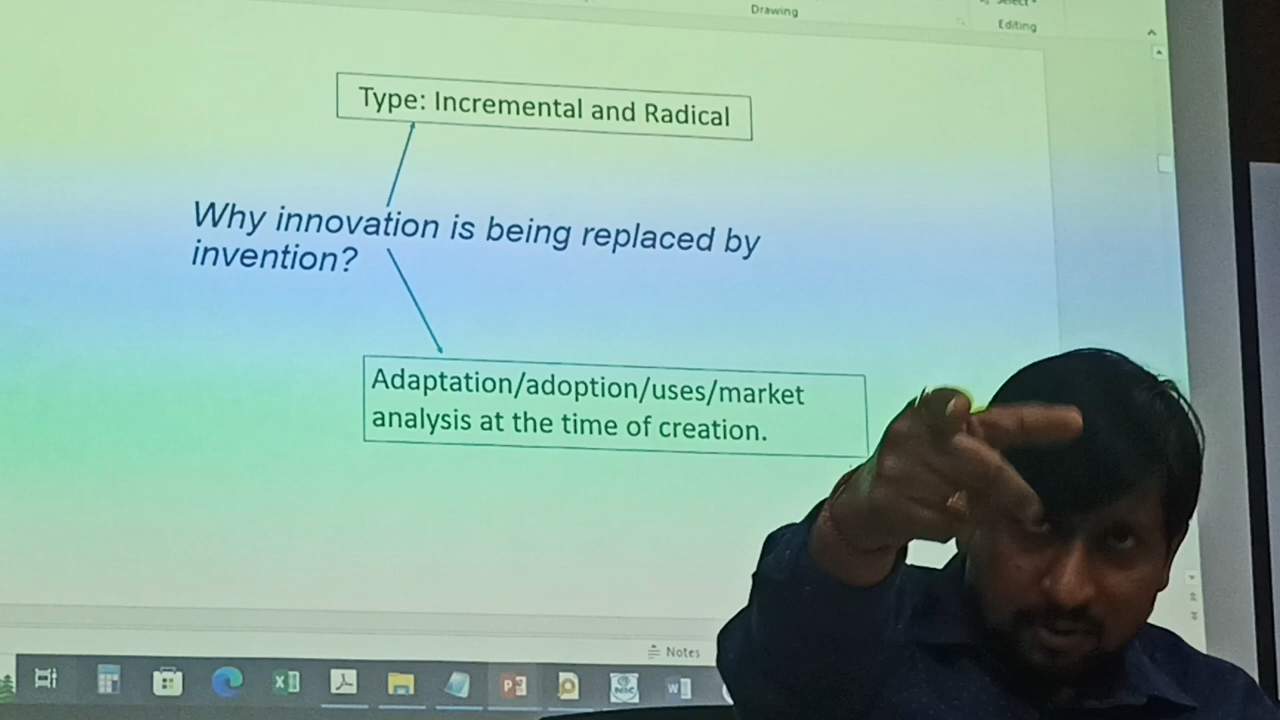 Drawing
Select
Editing
Type: Incremental and Radical
Why innovation is being replaced by
invention?
Adaptation/adoption/uses/market
analysis at the time of creation.
Notes